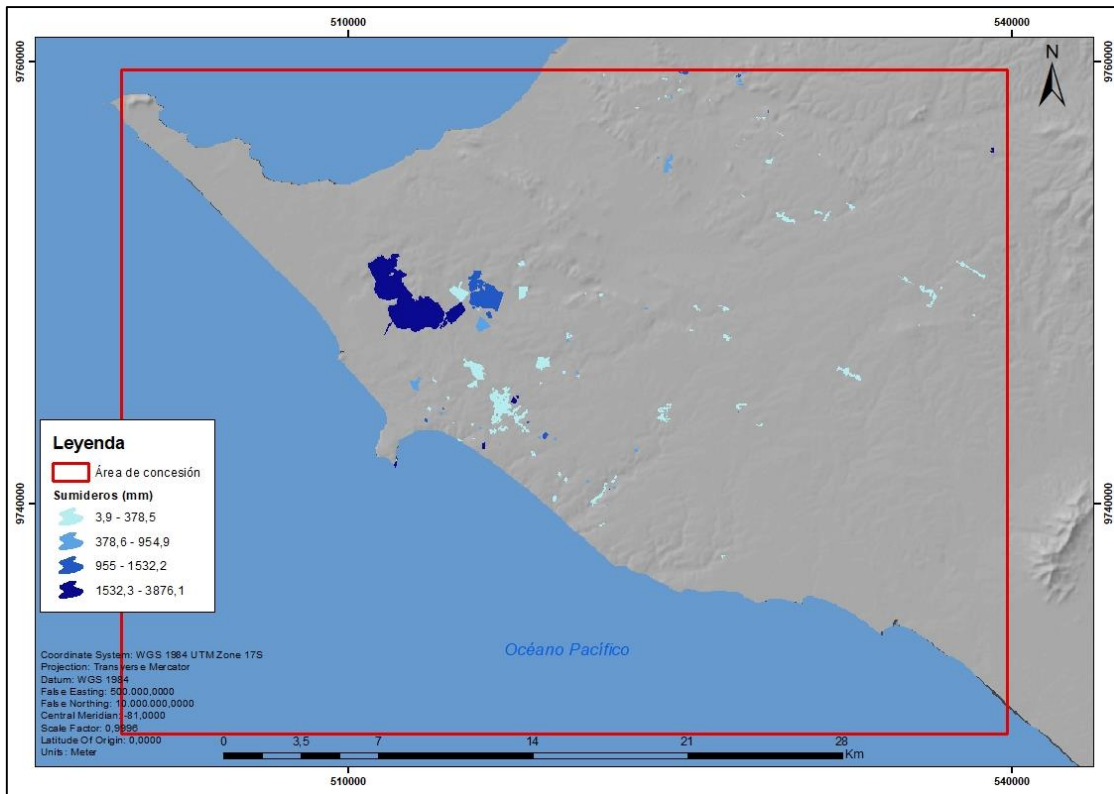 510000
540000
9760000
9760000
N
Leyenda
Área de concesión
Sumideros (mm)
3,9 - 378,5
378,6 - 954,9
955 - 1532,2
1532,3 - 3876,1
9740000
9740000
Océano Pacífico
Coordinate System: WGS 1984 UTM Zone 17S
Projection: Transverse Mercator
Datum: WGS 1984
False Easting: 500.000,0000
False Northing: 10.000.000,0000
Central Meridian: -81,0000
Scale Factor: 0,9996
Latitude Of Origin: 0,0000
Units: Meter
0 3,5 7 14 21 28
Km
510000
540000